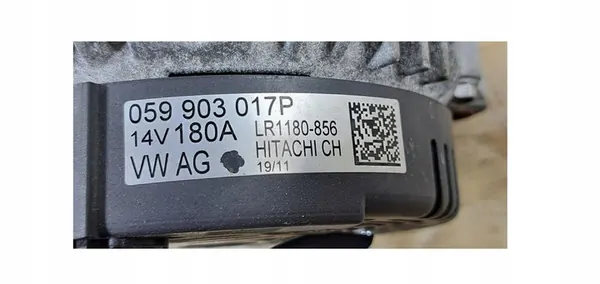 059 903 017P
14V 180A LR1180-856
VW AG HITACHI CH
19/11